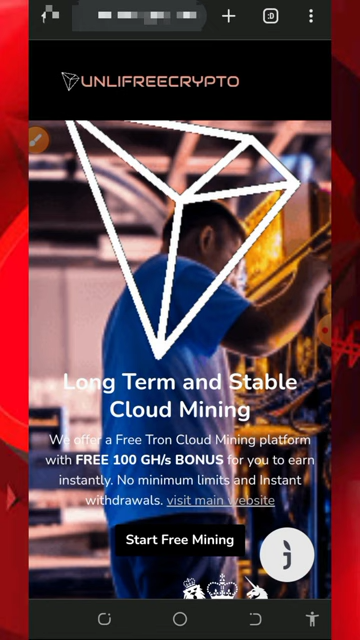 UNLIFREECRYPTO
Long Term and Stable
Cloud Mining
We offer a Free Tron Cloud Mining platform
with FREE 100 GH/s BONUS for you to earn
instantly. No minimum limits and Instant
withdrawals. visit main website
Start Free Mining